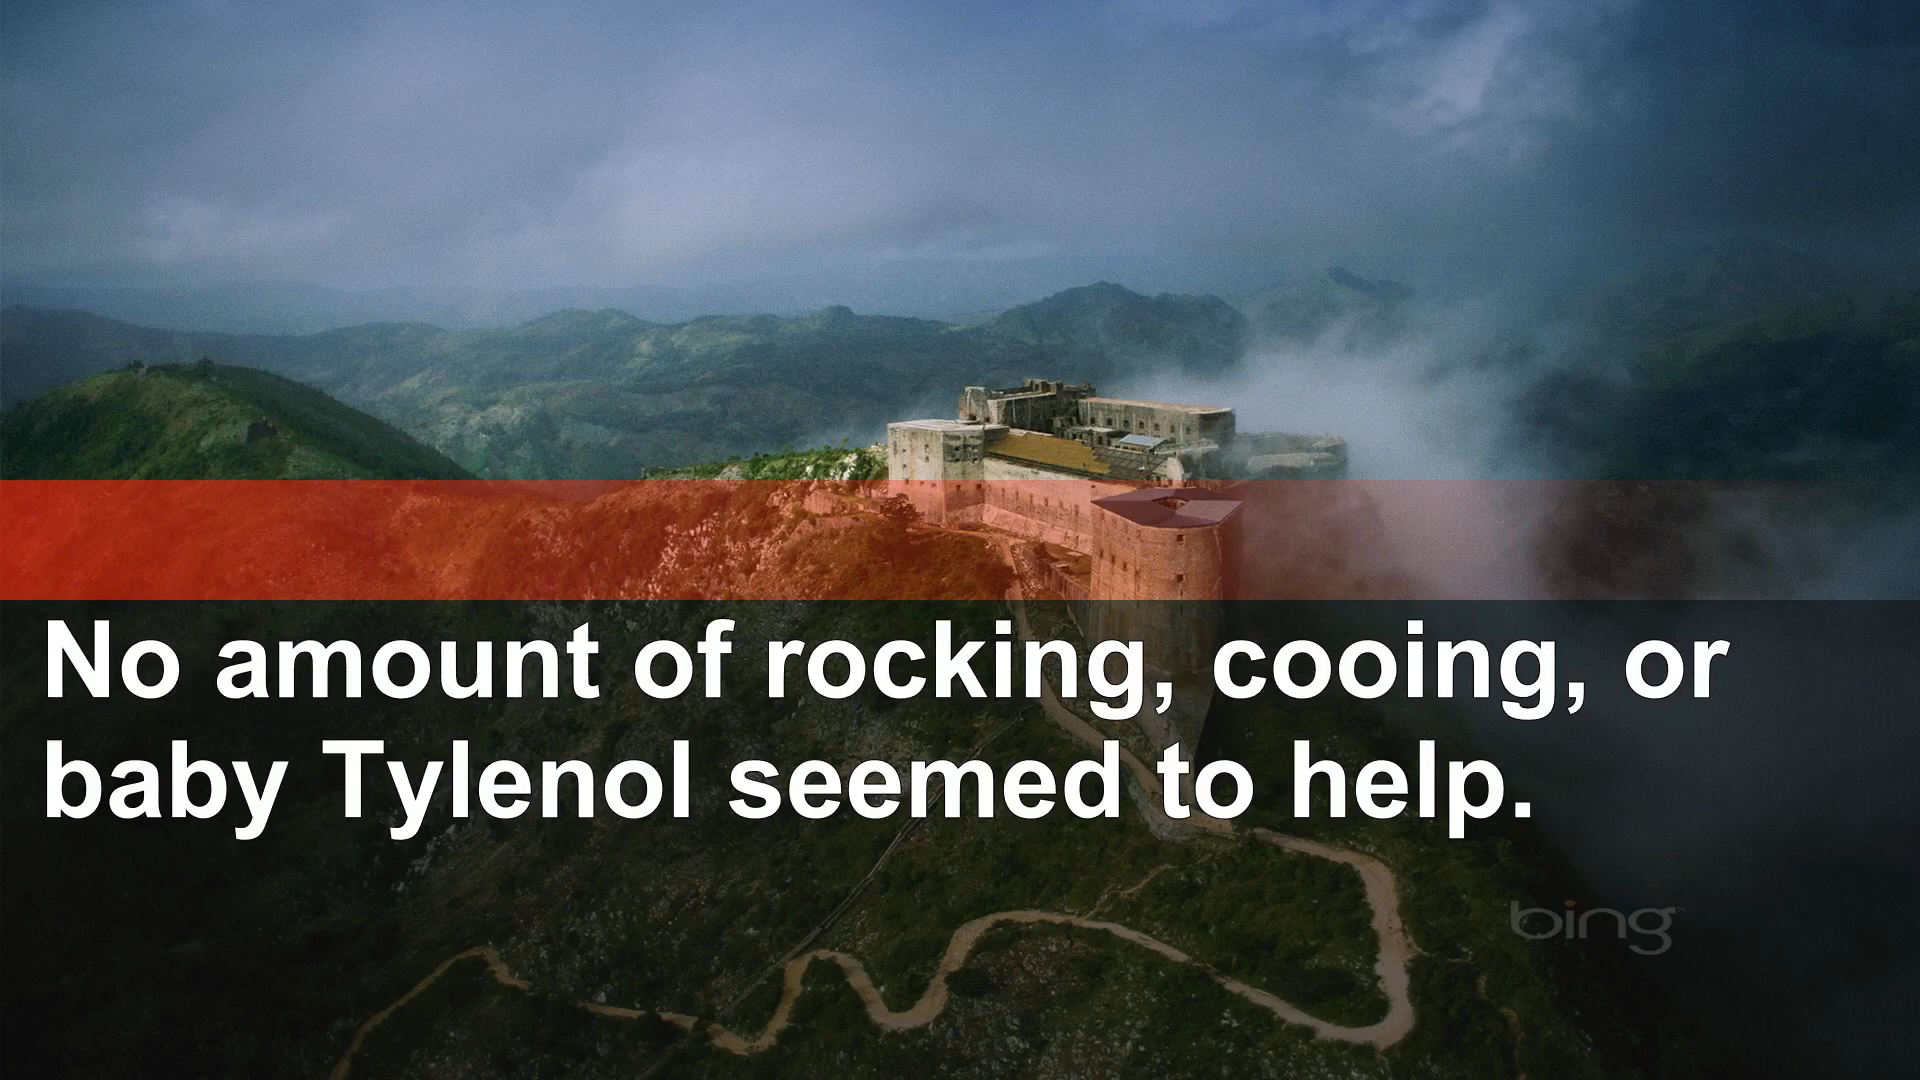 No amount of rocking, cooing, or
baby Tylenol seemed to help.
bing